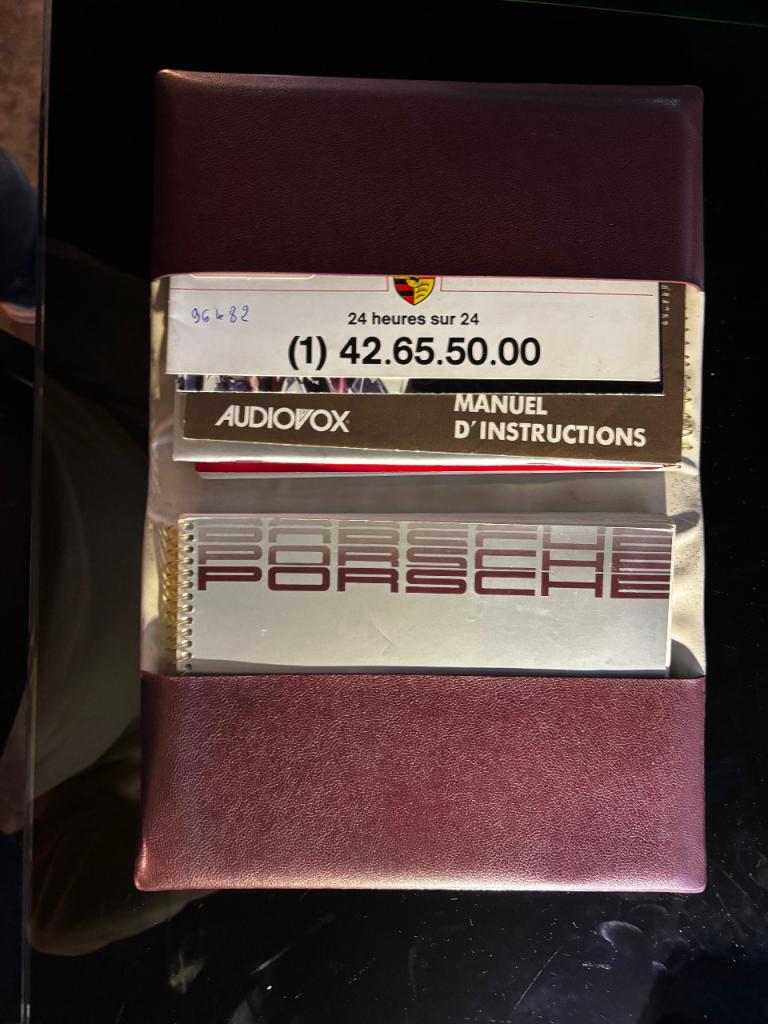 96482
24 heures sur 24
(1) 42.65.50.00
AUDIOVOX
MANUEL
D'INSTRUCTIONS
PORSCHE
PORSCHE
PORSCHE